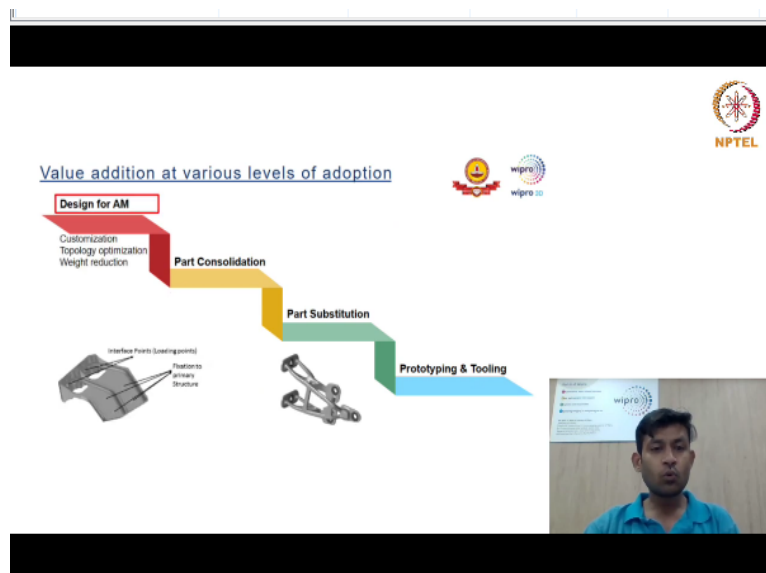 NPTEL
Value addition at various levels of adoption
wipro
wipro 3D
Design for AM
Customization
Topology optimization
Weight reduction
Part Consolidation
Part Substitution
Prototyping & Tooling
Interface Points (Loading points)
Fixation to
primary
Structure
wipro